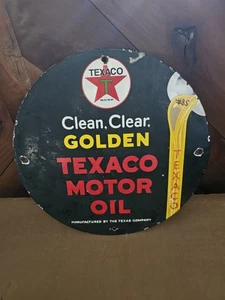 TEXACO
T
Clean, Clear,
GOLDEN
TEXACO
MOTOR
OIL
MANUFACTURED BY THE TEXAS COMPANY
TEXACO